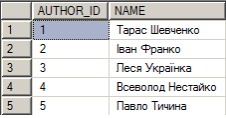 AUTHOR_ID NAME
1 1 Тарас Шевченко
2 2 Іван Франко
3 3 Леся Українка
4 4 Всеволод Нестайко
5 5 Павло Тичина